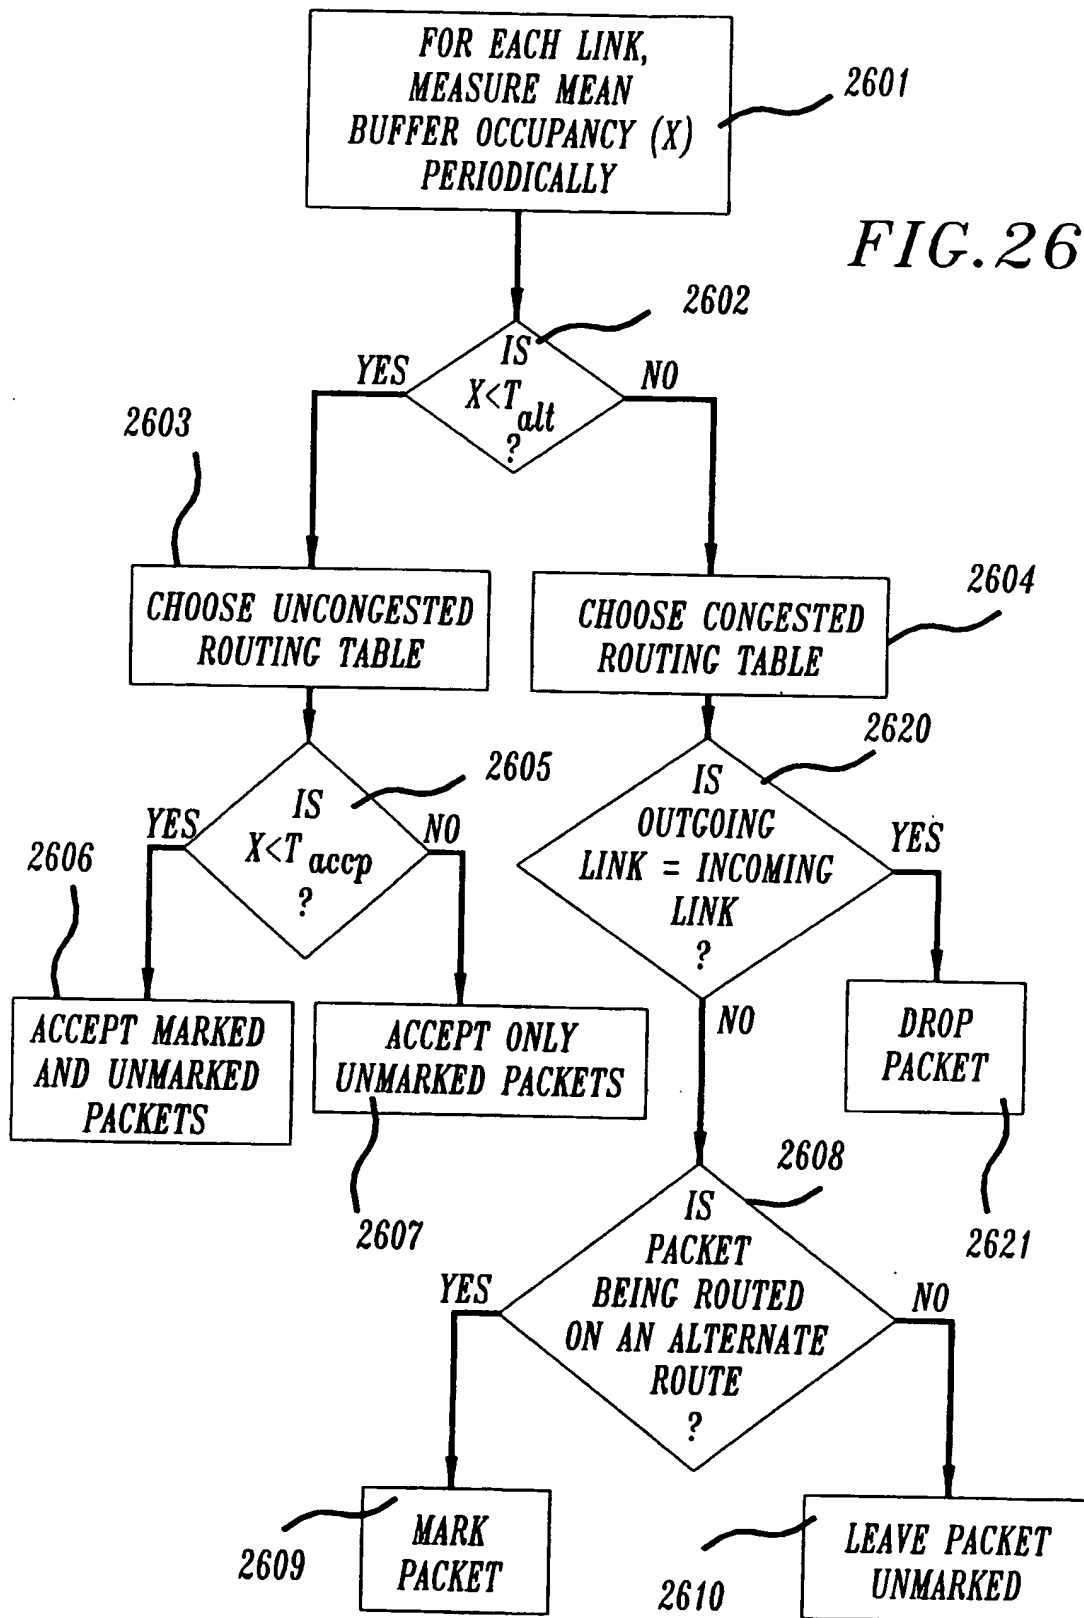 FOR EACH LINK,
MEASURE MEAN
BUFFER OCCUPANCY (X)
PERIODICALLY
2601
FIG.26
2602
IS
X<T alt
?
YES
NO
2603
2604
CHOOSE UNCONGESTED
ROUTING TABLE
CHOOSE CONGESTED
ROUTING TABLE
2605
2620
IS
X<T accp
?
YES
NO
IS
OUTGOING
LINK = INCOMING
LINK
?
YES
NO
2606
ACCEPT MARKED
AND UNMARKED
PACKETS
ACCEPT ONLY
UNMARKED PACKETS
2607
DROP
PACKET
2621
2608
IS
PACKET
BEING ROUTED
ON AN ALTERNATE
ROUTE
?
YES
NO
2609
MARK
PACKET
2610
LEAVE PACKET
UNMARKED